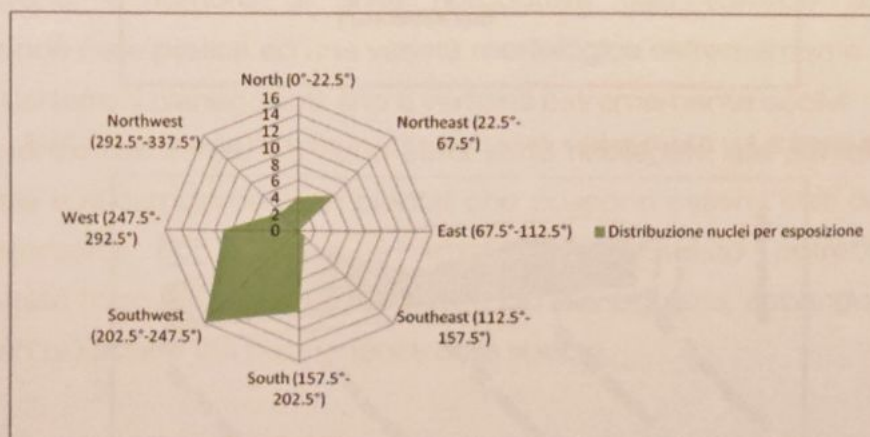 North (0°-22.5°)
16
14
12
10
8
6
4
2
0
Northeast (22.5°-
67.5°)
East (67.5°-112.5°)
Southeast (112.5°-
157.5°)
South (157.5°-
202.5°)
Southwest
(202.5°-247.5°)
West (247.5°-
292.5°)
Northwest
(292.5°-337.5°)
Distribuzione nuclei per esposizione